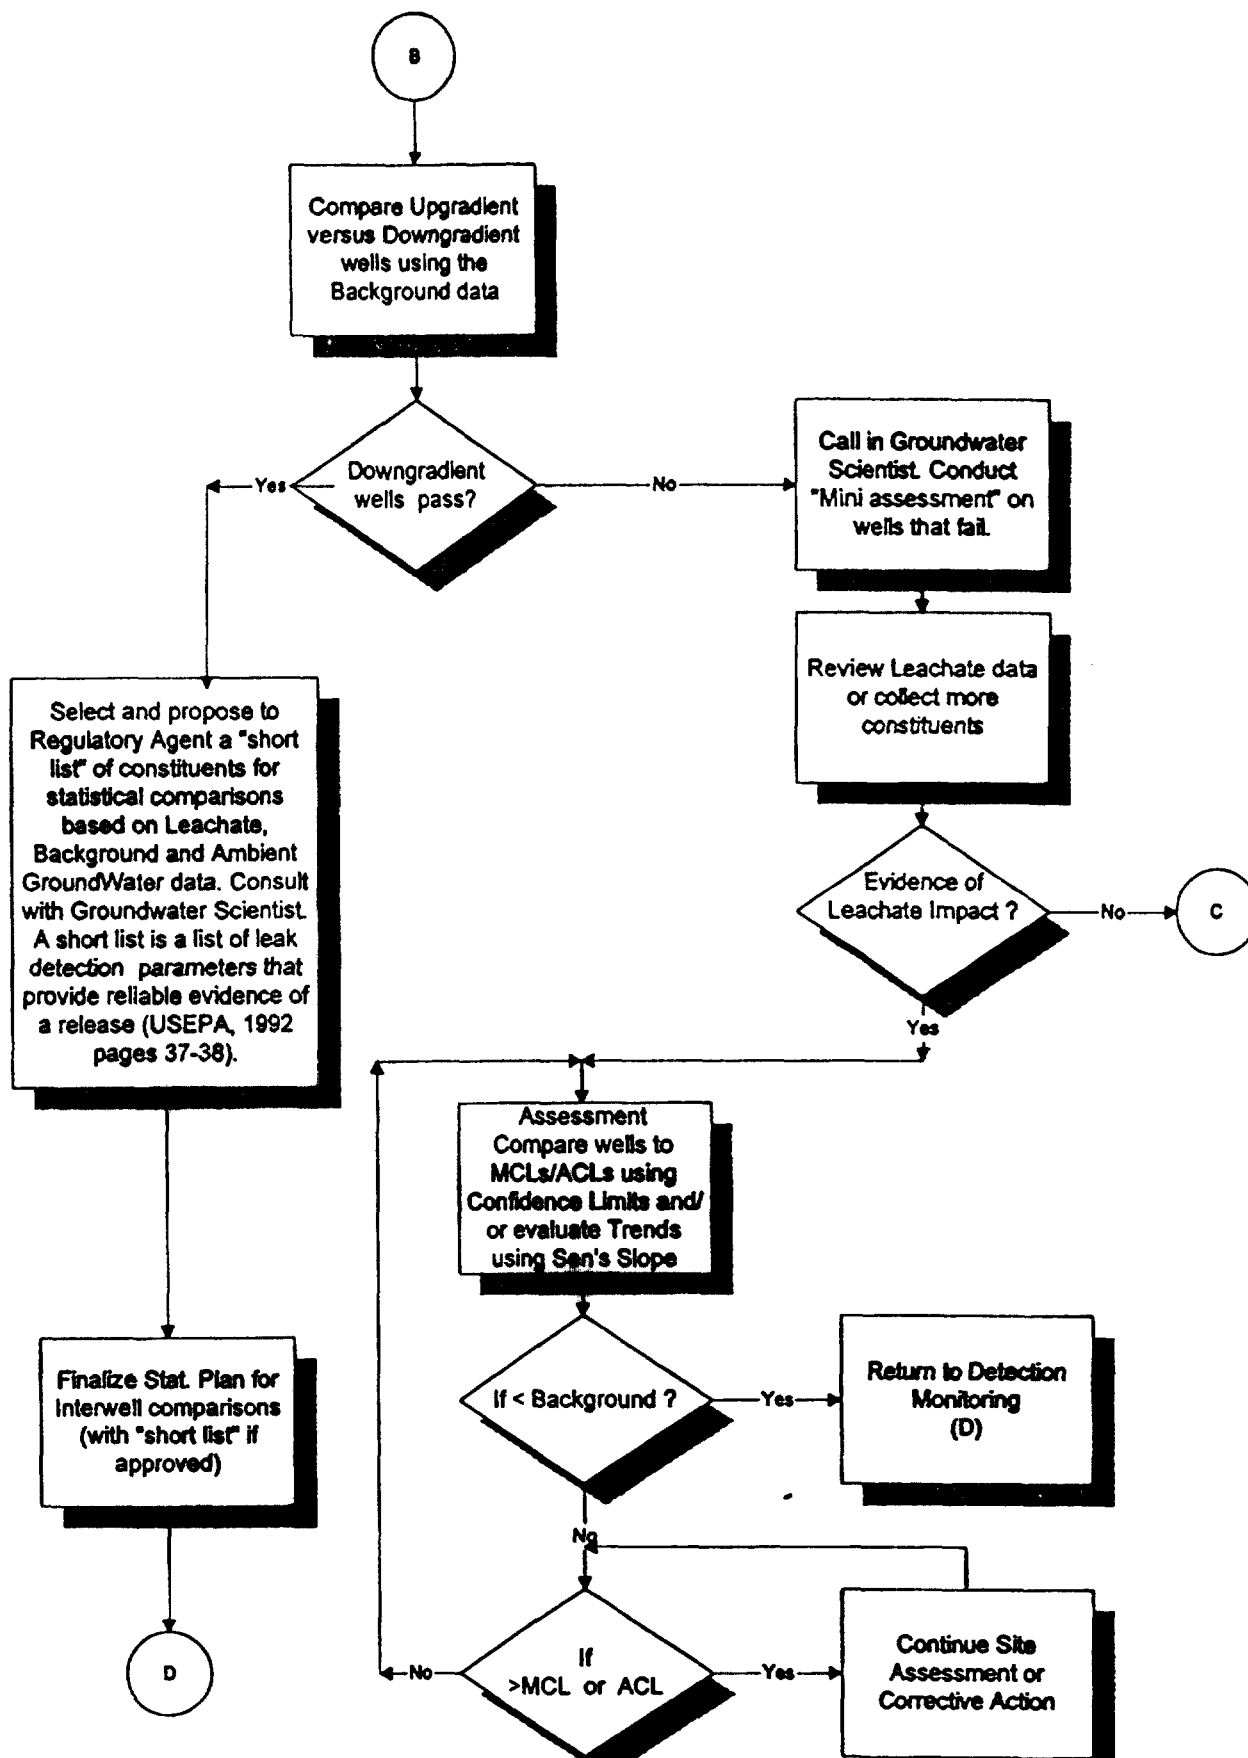 B
Compare Upgradient
versus Downgradient
wells using the
Background data
Downgradient
wells pass?
Yes
No
Call in Groundwater
Scientist. Conduct
"Mini assessment" on
wells that fail.
Review Leachate data
or collect more
constituents
Evidence of
Leachate Impact ?
No
C
Yes
Select and propose to
Regulatory Agent a "short
list" of constituents for
statistical comparisons
based on Leachate,
Background and Ambient
GroundWater data. Consult
with Groundwater Scientist.
A short list is a list of leak
detection parameters that
provide reliable evidence of
a release (USEPA, 1992
pages 37-38).
Assessment
Compare wells to
MCLs/ACLs using
Confidence Limits and/
or evaluate Trends
using Sen's Slope
Finalize Stat. Plan for
Interwell comparisons
(with "short list" if
approved)
If < Background ?
Yes
Return to Detection
Monitoring
(D)
No
D
If
>MCL or ACL
No
Yes
Continue Site
Assessment or
Corrective Action